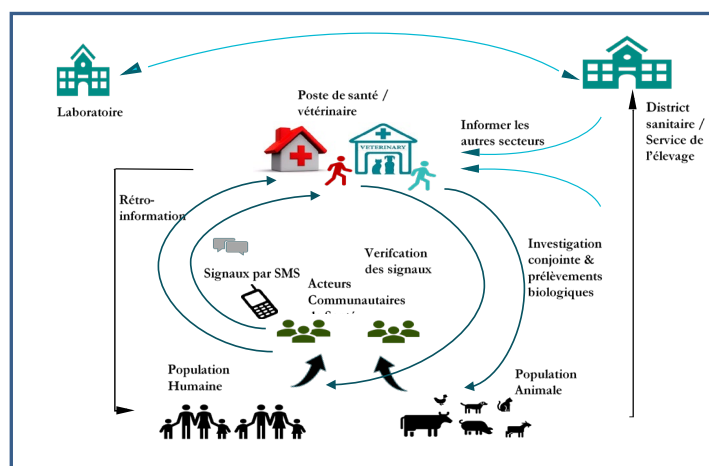 Laboratoire
Poste de santé /
vétérinaire
VETERINARY
Informer les
autres secteurs
District
sanitaire /
Service de
l'élevage
Rétro-
information
Signaux par SMS
Verifcation
des signaux
Acteurs
Communautaires
Investigation
conjointe &
prélèvements
biologiques
Population
Humaine
Population
Animale